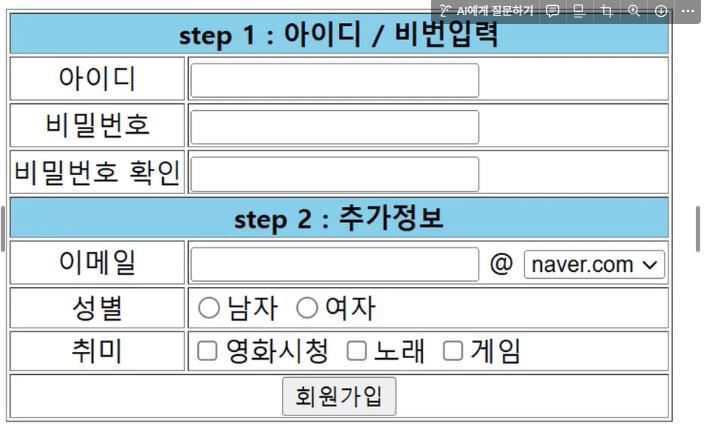 AI에게 질문하기
step 1 : 아이디 / 비번입력
아이디
비밀번호
비밀번호 확인
step 2 : 추가정보
이메일 @ naver.com
성별 남자 여자
취미 영화시청 노래 게임
회원가입